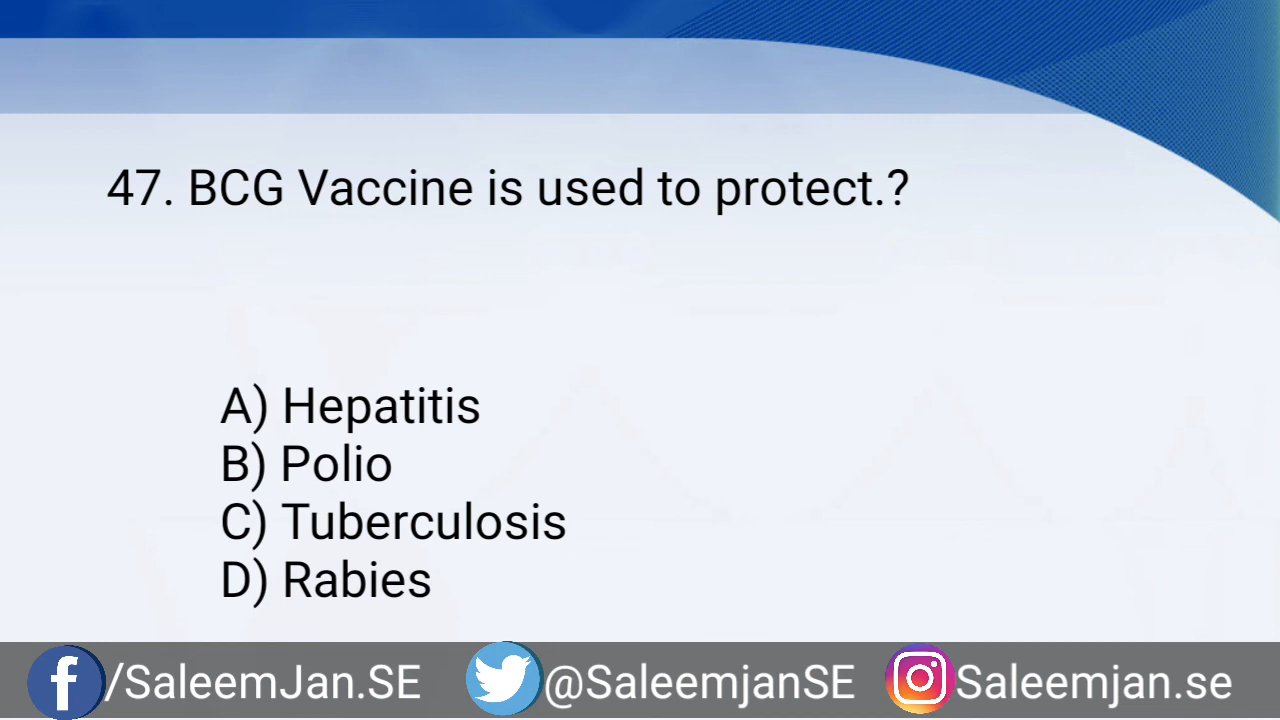 47. BCG Vaccine is used to protect.?
A) Hepatitis
B) Polio
C) Tuberculosis
D) Rabies
/SaleemJan.SE @SaleemjanSE Saleemjan.se